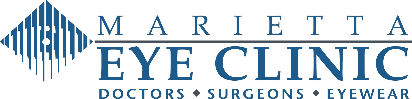 MARIETTA
EYE CLINIC
DOCTORS • SURGEONS • EYEWEAR